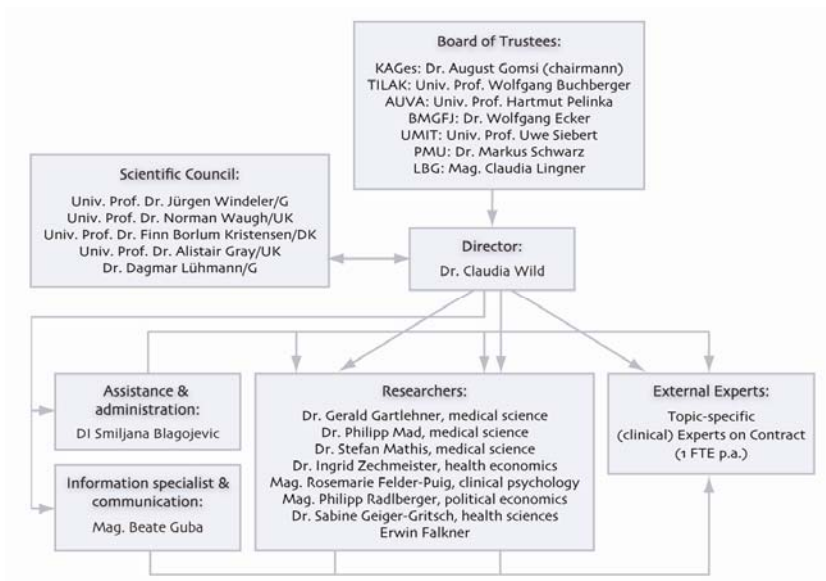 Board of Trustees:
KAGes: Dr. August Gomsi (chairmann)
TILAK: Univ. Prof. Wolfgang Buchberger
AUVA: Univ. Prof. Hartmut Pelinka
BMGFJ: Dr. Wolfgang Ecker
UMIT: Univ. Prof. Uwe Siebert
PMU: Dr. Markus Schwarz
LBG: Mag. Claudia Lingner
Scientific Council:
Univ. Prof. Dr. Jürgen Windeler/G
Univ. Prof. Dr. Norman Waugh/UK
Univ. Prof. Dr. Finn Borlum Kristensen/DK
Univ. Prof. Dr. Alistair Gray/UK
Dr. Dagmar Lühmann/G
Director:
Dr. Claudia Wild
Assistance &
administration:
DI Smiljana Blagojevic
Information specialist &
communication:
Mag. Beate Guba
Researchers:
Dr. Gerald Gartlehner, medical science
Dr. Philipp Mad, medical science
Dr. Stefan Mathis, medical science
Dr. Ingrid Zechmeister, health economics
Mag. Rosemarie Felder-Puig, clinical psychology
Mag. Philipp Radlberger, political economics
Dr. Sabine Geiger-Gritsch, health sciences
Erwin Falkner
External Experts:
Topic-specific
(clinical) Experts on Contract
(1 FTE p.a.)